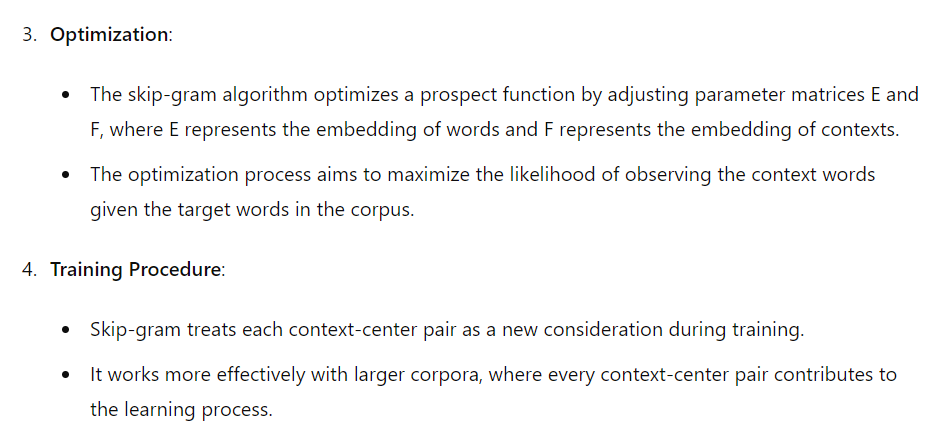 3. Optimization:
• The skip-gram algorithm optimizes a prospect function by adjusting parameter matrices E and
F, where E represents the embedding of words and F represents the embedding of contexts.
• The optimization process aims to maximize the likelihood of observing the context words
given the target words in the corpus.
4. Training Procedure:
• Skip-gram treats each context-center pair as a new consideration during training.
• It works more effectively with larger corpora, where every context-center pair contributes to
the learning process.